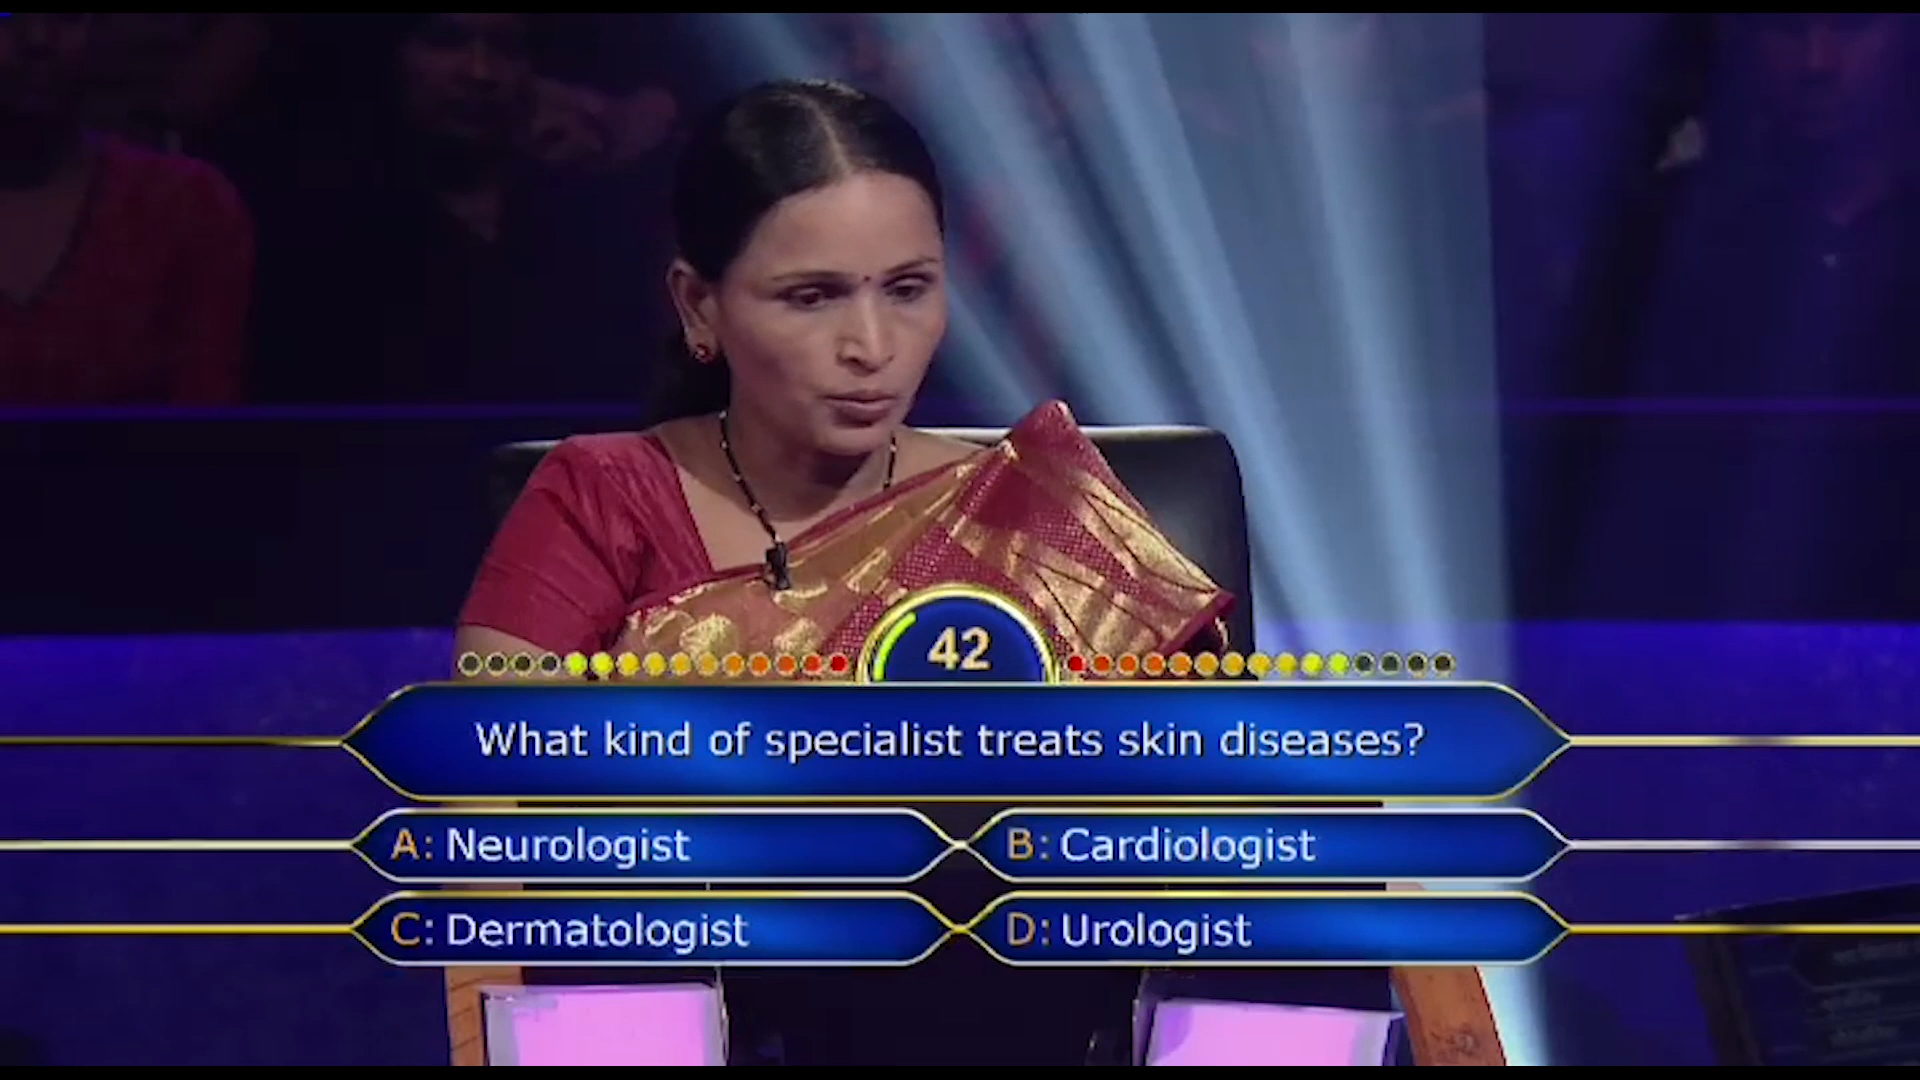 42
What kind of specialist treats skin diseases?
A: Neurologist
B: Cardiologist
C: Dermatologist
D: Urologist